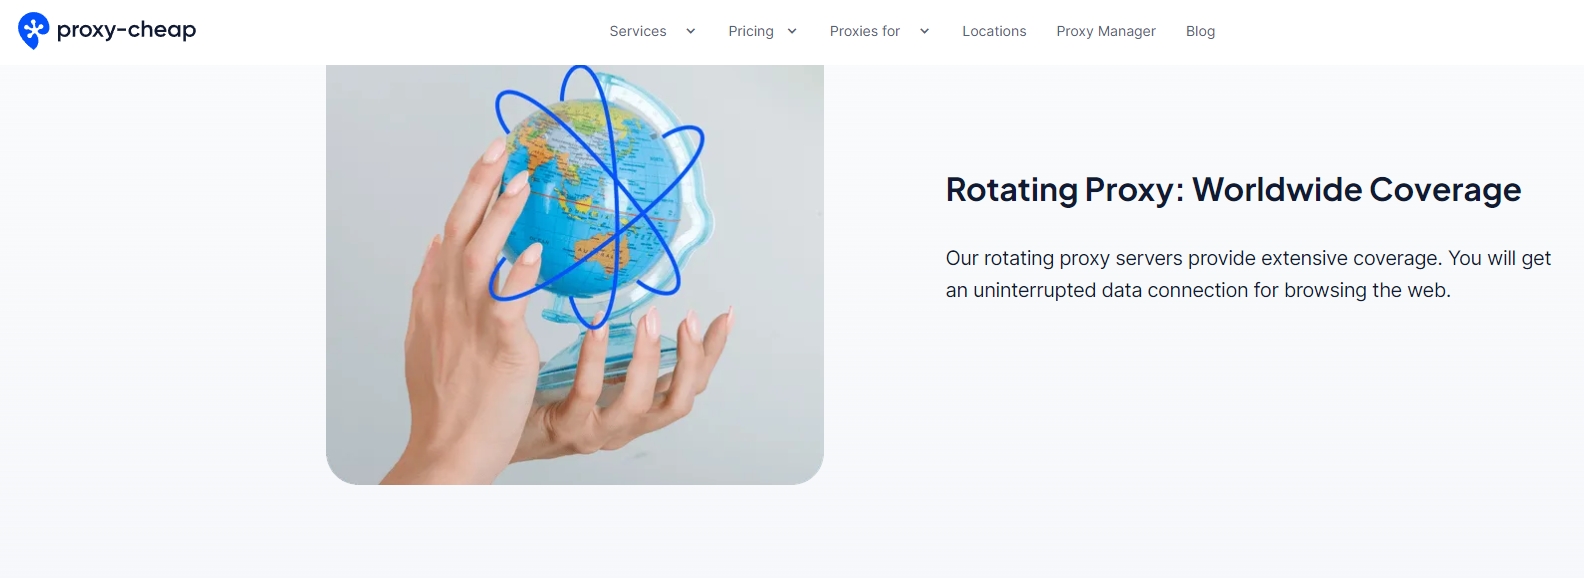 proxy-cheap
Services
Pricing
Proxies for
Locations
Proxy Manager
Blog
Rotating Proxy: Worldwide Coverage
Our rotating proxy servers provide extensive coverage. You will get
an uninterrupted data connection for browsing the web.